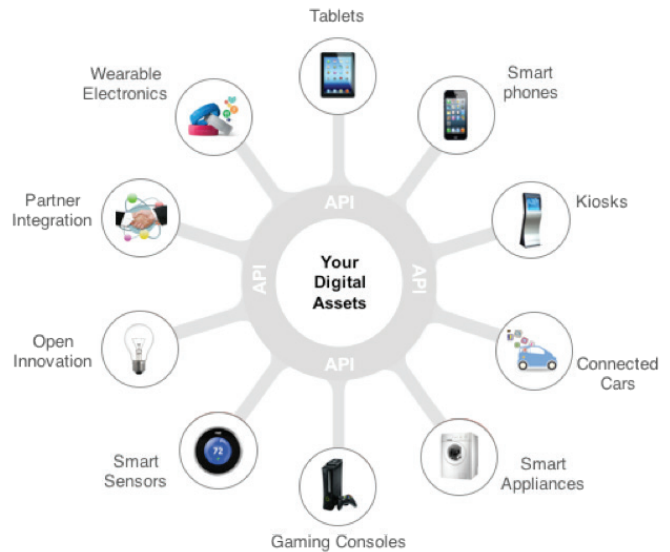 Tablets
Wearable
Electronics
Smart
phones
Partner
Integration
API
Kiosks
Your
Digital
Assets
API
API
Open
Innovation
API
Connected
Cars
72
Smart
Sensors
Smart
Appliances
Gaming Consoles